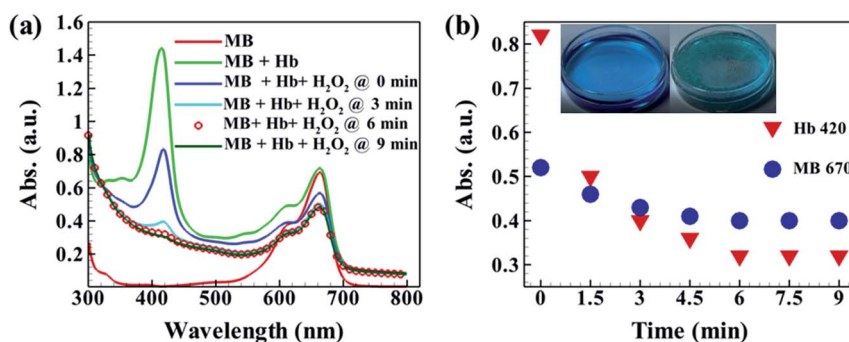 (a)
1.6
1.4
1.2
1
0.8
0.6
0.4
0.2
Abs. (a.u.)
300 400 500 600 700 800
Wavelength (nm)
MB
MB + Hb
MB + Hb+ H₂O₂ @ 0 min
MB + Hb+ H₂O₂ @ 3 min
MB+ Hb+ H₂O₂ @ 6 min
MB + Hb + H₂O₂ @ 9 min
(b)
0.8
0.7
0.6
0.5
0.4
0.3
Abs. (a.u.)
0 1.5 3 4.5 6 7.5 9
Time (min)
Hb 420
MB 670